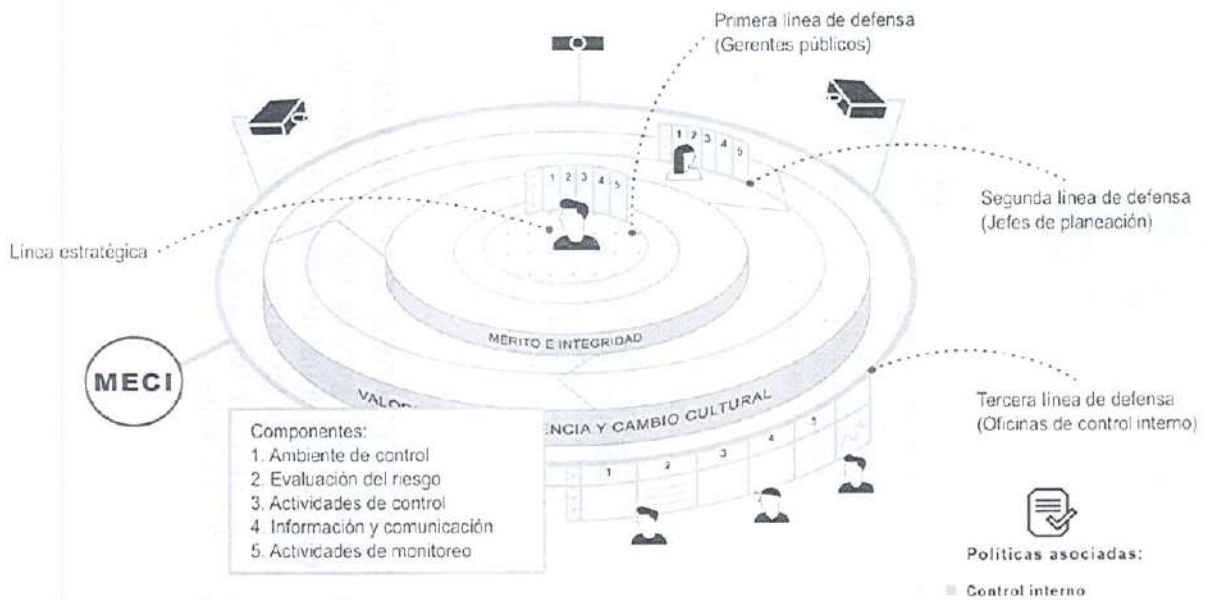 Primera línea de defensa
(Gerentes públicos)
1 2 3 4 5
1 2 3 4 5
Segunda línea de defensa
(Jefes de planeación)
Línea estratégica
MÉRITO E INTEGRIDAD
MECI
VALOR
ENCIA Y CAMBIO CULTURAL
Tercera línea de defensa
(Oficinas de control interno)
Componentes:
1. Ambiente de control
2. Evaluación del riesgo
3. Actividades de control
4. Información y comunicación
5. Actividades de monitoreo
1 2 3 4 5
Políticas asociadas:
Control interno